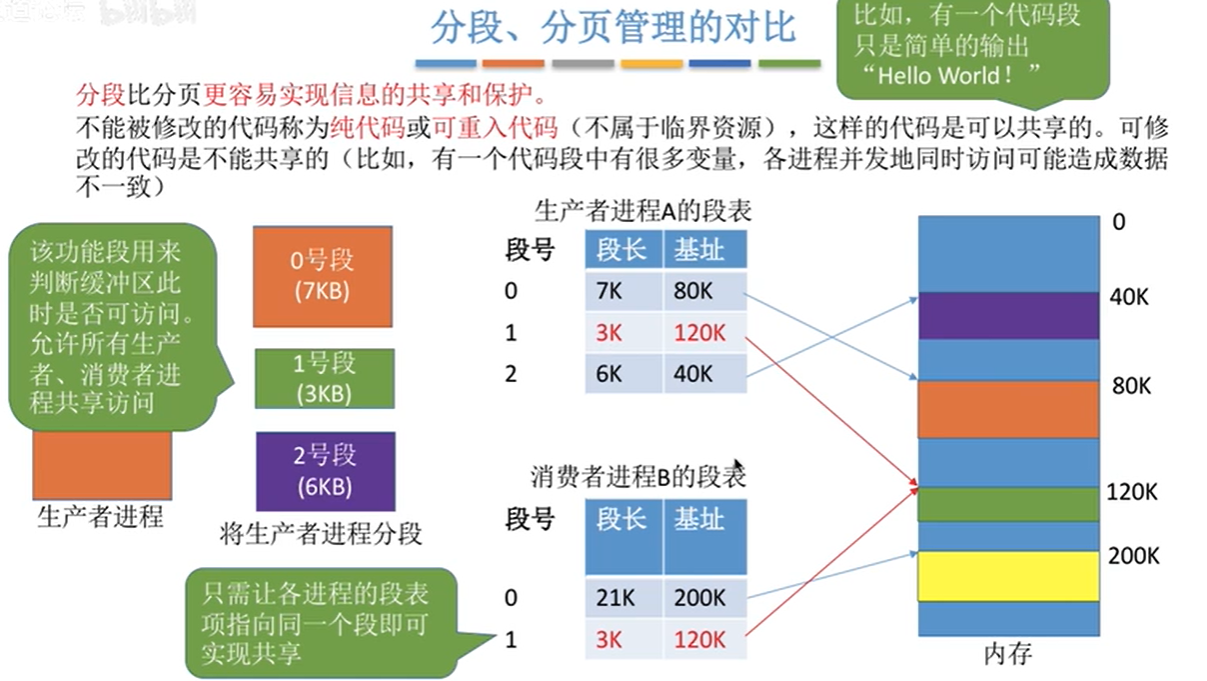 bilibili
分段、分页管理的对比
比如，有一个代码段
只是简单的输出
“Hello World！”
分段比分页更容易实现信息的共享和保护。
不能被修改的代码称为纯代码或可重入代码（不属于临界资源），这样的代码是可以共享的。可修
改的代码是不能共享的（比如，有一个代码段中有很多变量，各进程并发地同时访问可能造成数据
不一致）
该功能段用来
判断缓冲区此
时是否可访问。
允许所有生产
者、消费者进
程共享访问
生产者进程
0号段
(7KB)
1号段
(3KB)
2号段
(6KB)
将生产者进程分段
生产者进程A的段表
段号 段长 基址
0 7K 80K
1 3K 120K
2 6K 40K
消费者进程B的段表
段号 段长 基址
0 21K 200K
1 3K 120K
只需让各进程的段表
项指向同一个段即可
实现共享
0
40K
80K
120K
200K
内存